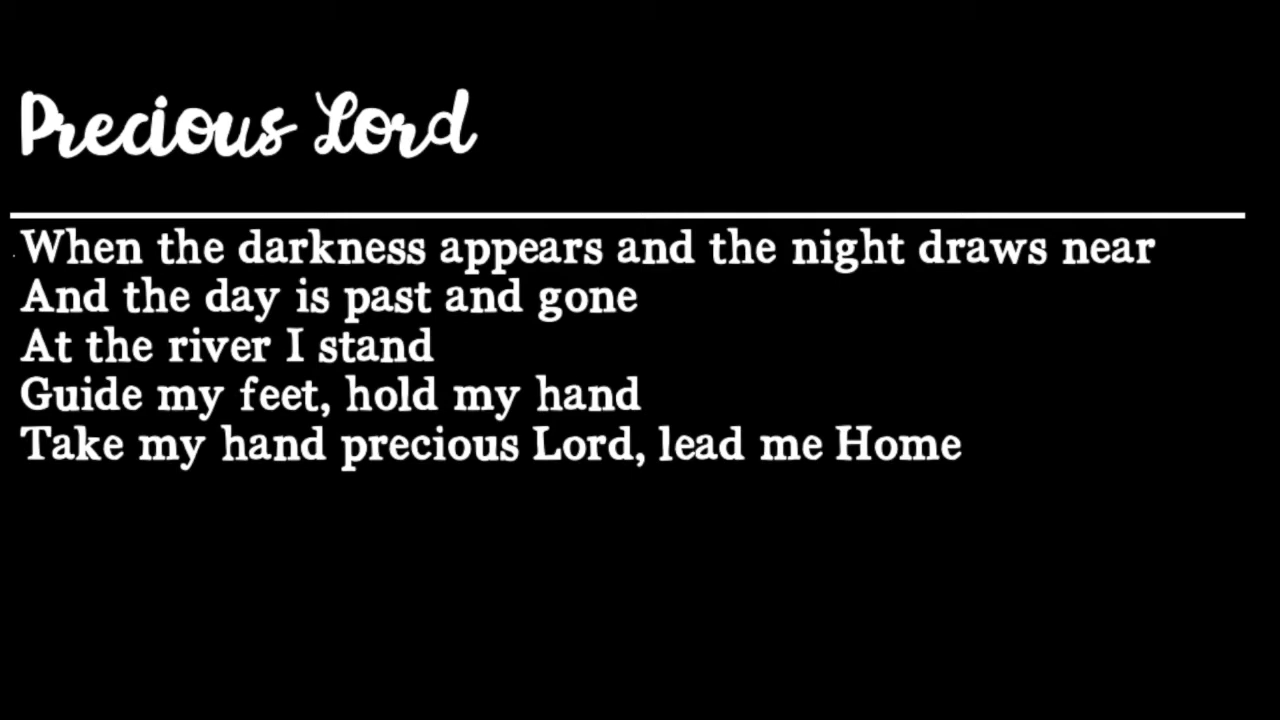 Precious Lord
When the darkness appears and the night draws near
And the day is past and gone
At the river I stand
Guide my feet, hold my hand
Take my hand precious Lord, lead me Home